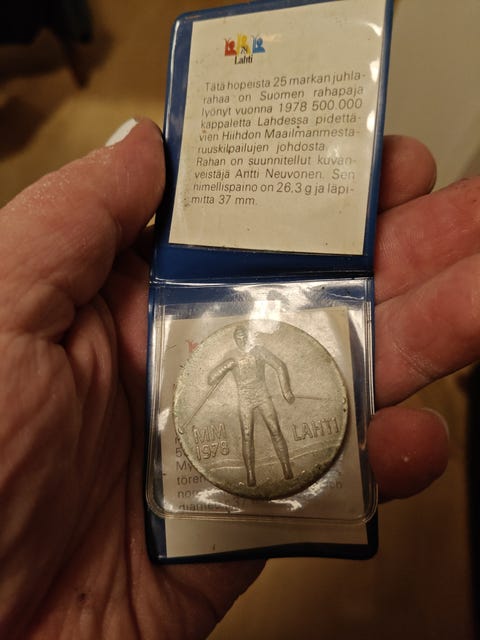 78
Lahti
Tätä hopeista 25 markan juhla-
rahaa on Suomen rahapaja
lyönyt vuonna 1978 500.000
kappaletta Lahdessa pidettä-
vien Hiihdon Maailmanmesta-
ruuskilpailujen johdosta.
Rahan on suunnitellut kuvan-
veistäjä Antti Neuvonen. Sen
nimellispaino on 26,3 g ja läpi-
mitta 37 mm.
MM
1978
LAHTI